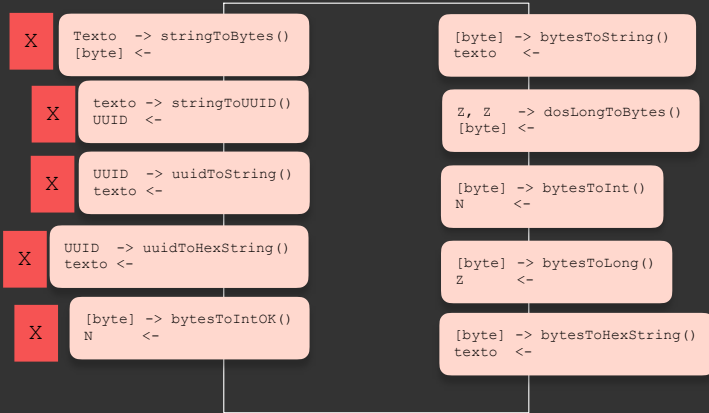 X
Texto  -> stringToBytes()
[byte] <-
X
texto -> stringToUUID()
UUID  <-
X
UUID  -> uuidToString()
texto <-
X
UUID  -> uuidToHexString()
texto <-
X
[byte] -> bytesToIntOK()
N      <-
[byte] -> bytesToString()
texto   <-
Z, Z   -> dosLongToBytes()
[byte] <-
[byte] -> bytesToInt()
N      <-
[byte] -> bytesToLong()
Z      <-
[byte] -> bytesToHexString()
texto  <-